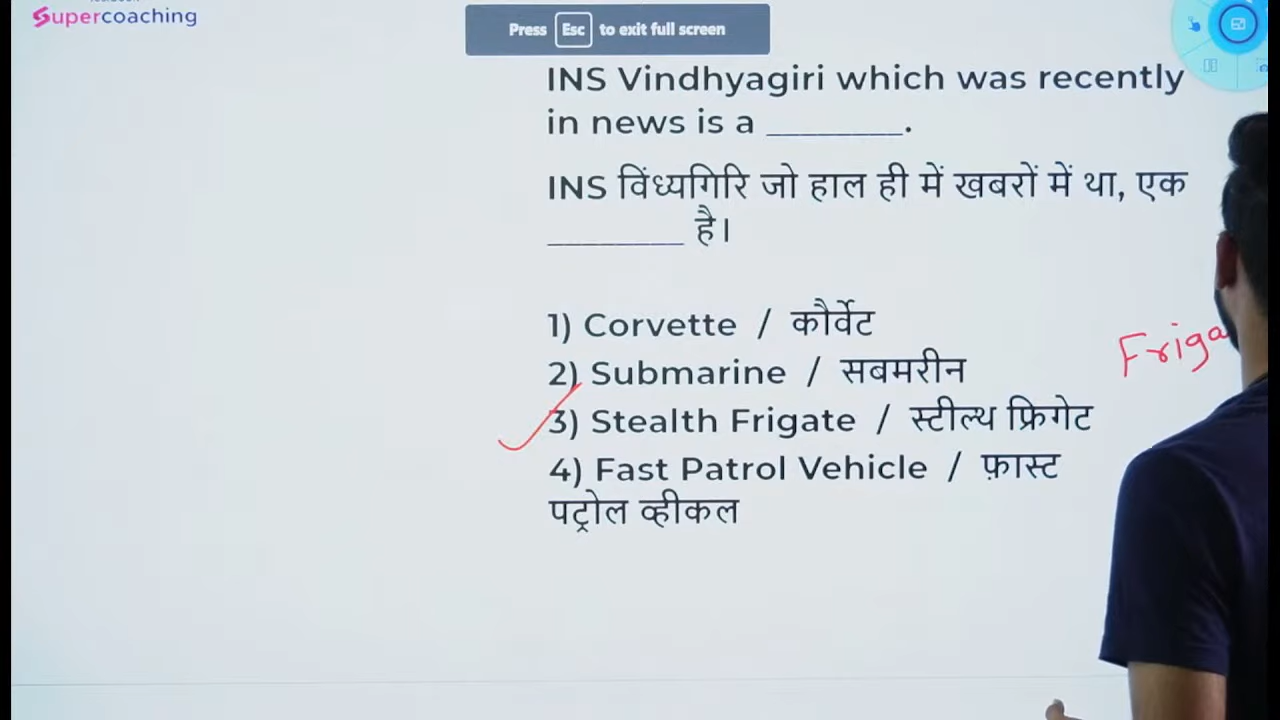 Supercoaching
Press Esc to exit full screen
INS Vindhyagiri which was recently
in news is a ________.
INS विंध्यगिरि जो हाल ही में खबरों में था, एक
________ है।
1) Corvette / कौर्वेट
2) Submarine / सबमरीन
3) Stealth Frigate / स्टील्थ फ्रिगेट
4) Fast Patrol Vehicle / फ़ास्ट
पट्रोल व्हीकल
Friga